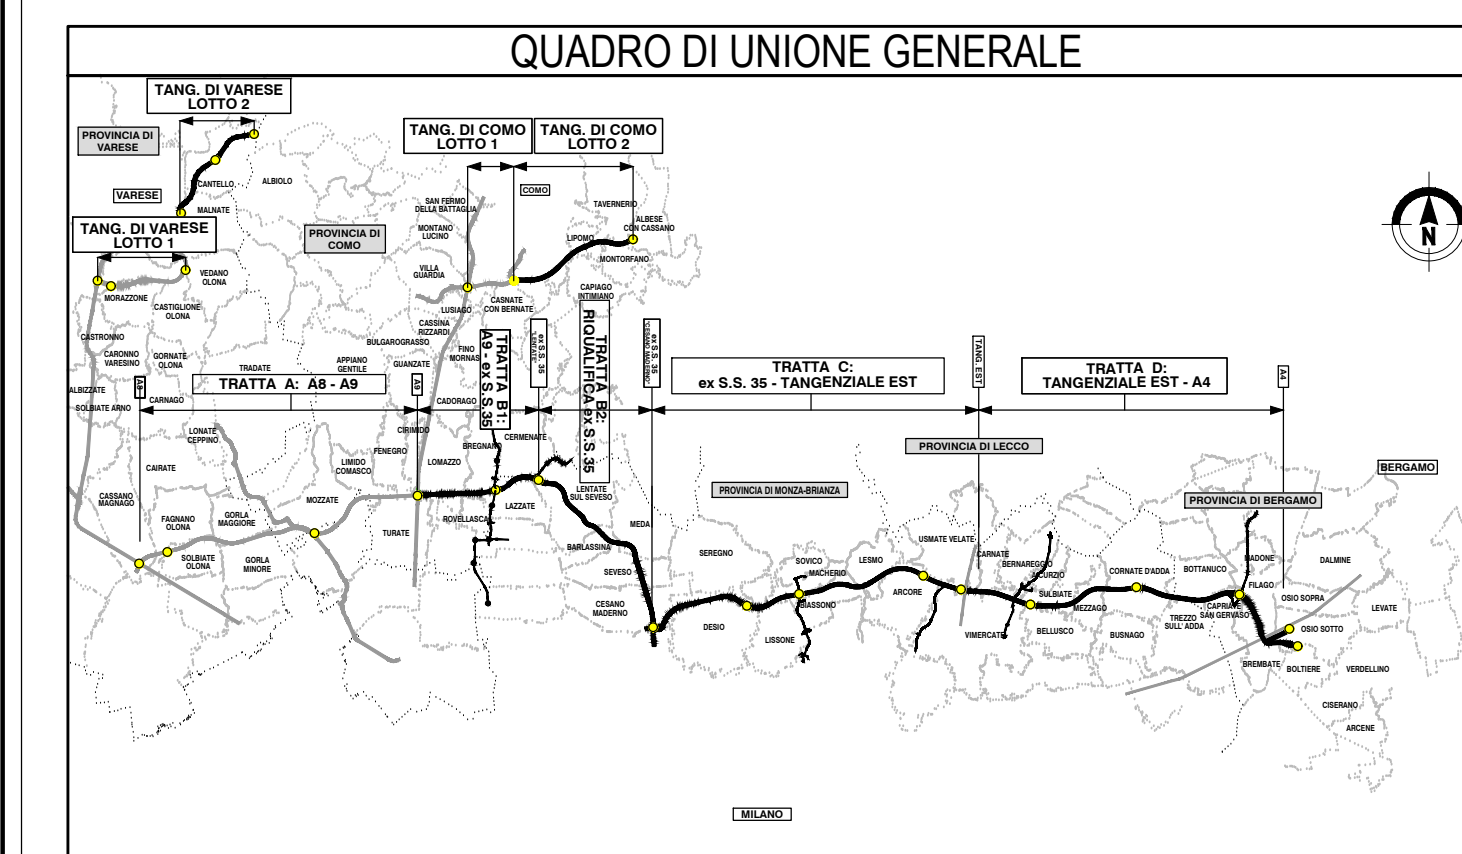 QUADRO DI UNIONE GENERALE
TANG. DI VARESE
LOTTO 2
PROVINCIA DI
VARESE
CANTELLO
ALBIOLO
VARESE
MALNATE
TANG. DI VARESE
LOTTO 1
PROVINCIA DI
COMO
VEDANO
OLONA
MORAZZONE
CASTIGLIONE
OLONA
TANG. DI COMO
LOTTO 1
TANG. DI COMO
LOTTO 2
COMO
SAN FERMO
DELLA BATTAGLIA
TAVERNERIO
MONTANO
LUCINO
ALBESE
CON CASSANO
LIPOMO
MONTORFANO
VILLA
GUARDIA
CAPIAGO
INTIMIANO
LUSIAGO
CASNATE
CON BERNATE
CASSINA
RIZZARDI
BULGAROGRASSO
FINO
MORNAS
GUANZATE
N
CASTRONNO
CARONNO
VARESINO
GORNATE
OLONA
TRADATE
APPIANO
GENTILE
ALBIZZATE
SOLBIATE ARNO
CARNAGO
A8
TRATTA A: A8 - A9
A9
CADORAGO
TRATTA B1:
A9 - ex S.S.35
ex S.S. 35
"LENTATE"
TRATTA B2:
RIQUALIFICA ex S.S.35
ex S.S. 35
"CESANO MADERNO"
TRATTA C:
ex S.S. 35 - TANGENZIALE EST
TANG. EST
TRATTA D:
TANGENZIALE EST - A4
A4
LONATE
CEPPINO
CIRIMIDO
FENEGRO
BREGNANO
CERMENATE
CAIRATE
LIMIDO
COMASCO
LOMAZZO
CASSANO
MAGNAGO
MOZZATE
LENTATE
SUL SEVESO
LAZZATE
ROVELLASCA
FAGNANO
OLONA
GORLA
MAGGIORE
TURATE
SOLBIATE
OLONA
GORLA
MINORE
BARLASSINA
MEDA
SEVESO
CESANO
MADERNO
PROVINCIA DI LECCO
PROVINCIA DI MONZA-BRIANZA
BERGAMO
PROVINCIA DI BERGAMO
SEREGNO
DESIO
SOVICO
MACHERIO
BIASSONO
LISSONE
LESMO
USMATE VELATE
ARCORE
CARNATE
BERNAREGGIO
VIMERCATE
SULBIATE
MEZZAGO
BELLUSCO
CORNATE D'ADDA
BUSNAGO
BOTTANUCO
TREZZO
SULL' ADDA
CAPRIATE
SAN GERVASO
MADONE
FILAGO
DALMINE
OSIO SOPRA
LEVATE
OSIO SOTTO
BREMBATE
BOLTIERE
VERDELLINO
CISERANO
ARCENE
MILANO